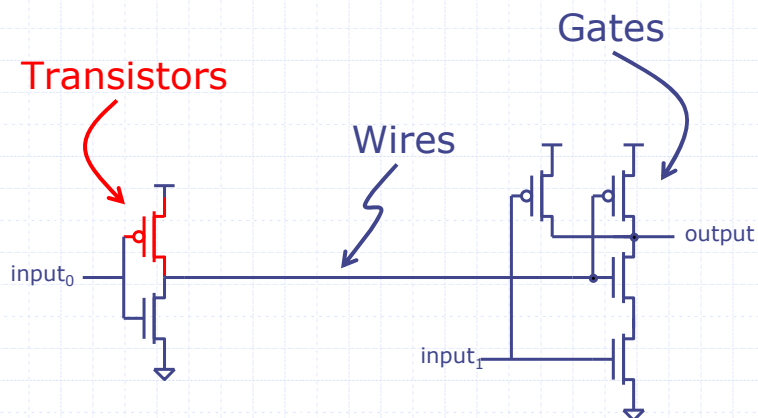 Gates
Transistors
Wires
output
input₀
input₁